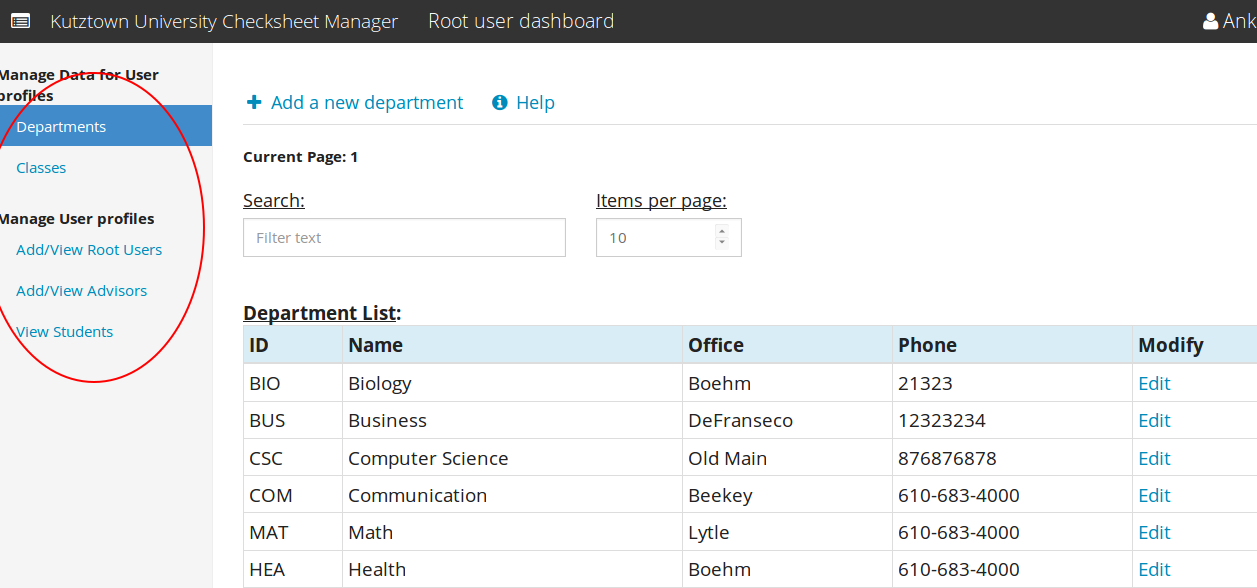 Kutztown University Checksheet Manager Root user dashboard Ank
Manage Data for User
profiles
Departments
Classes
Manage User profiles
Add/View Root Users
Add/View Advisors
View Students
Add a new department Help
Current Page: 1
Search: Items per page:
Filter text 10
Department List:
ID Name Office Phone Modify
BIO Biology Boehm 21323 Edit
BUS Business DeFranseco 12323234 Edit
CSC Computer Science Old Main 876876878 Edit
COM Communication Beekey 610-683-4000 Edit
MAT Math Lytle 610-683-4000 Edit
HEA Health Boehm 610-683-4000 Edit